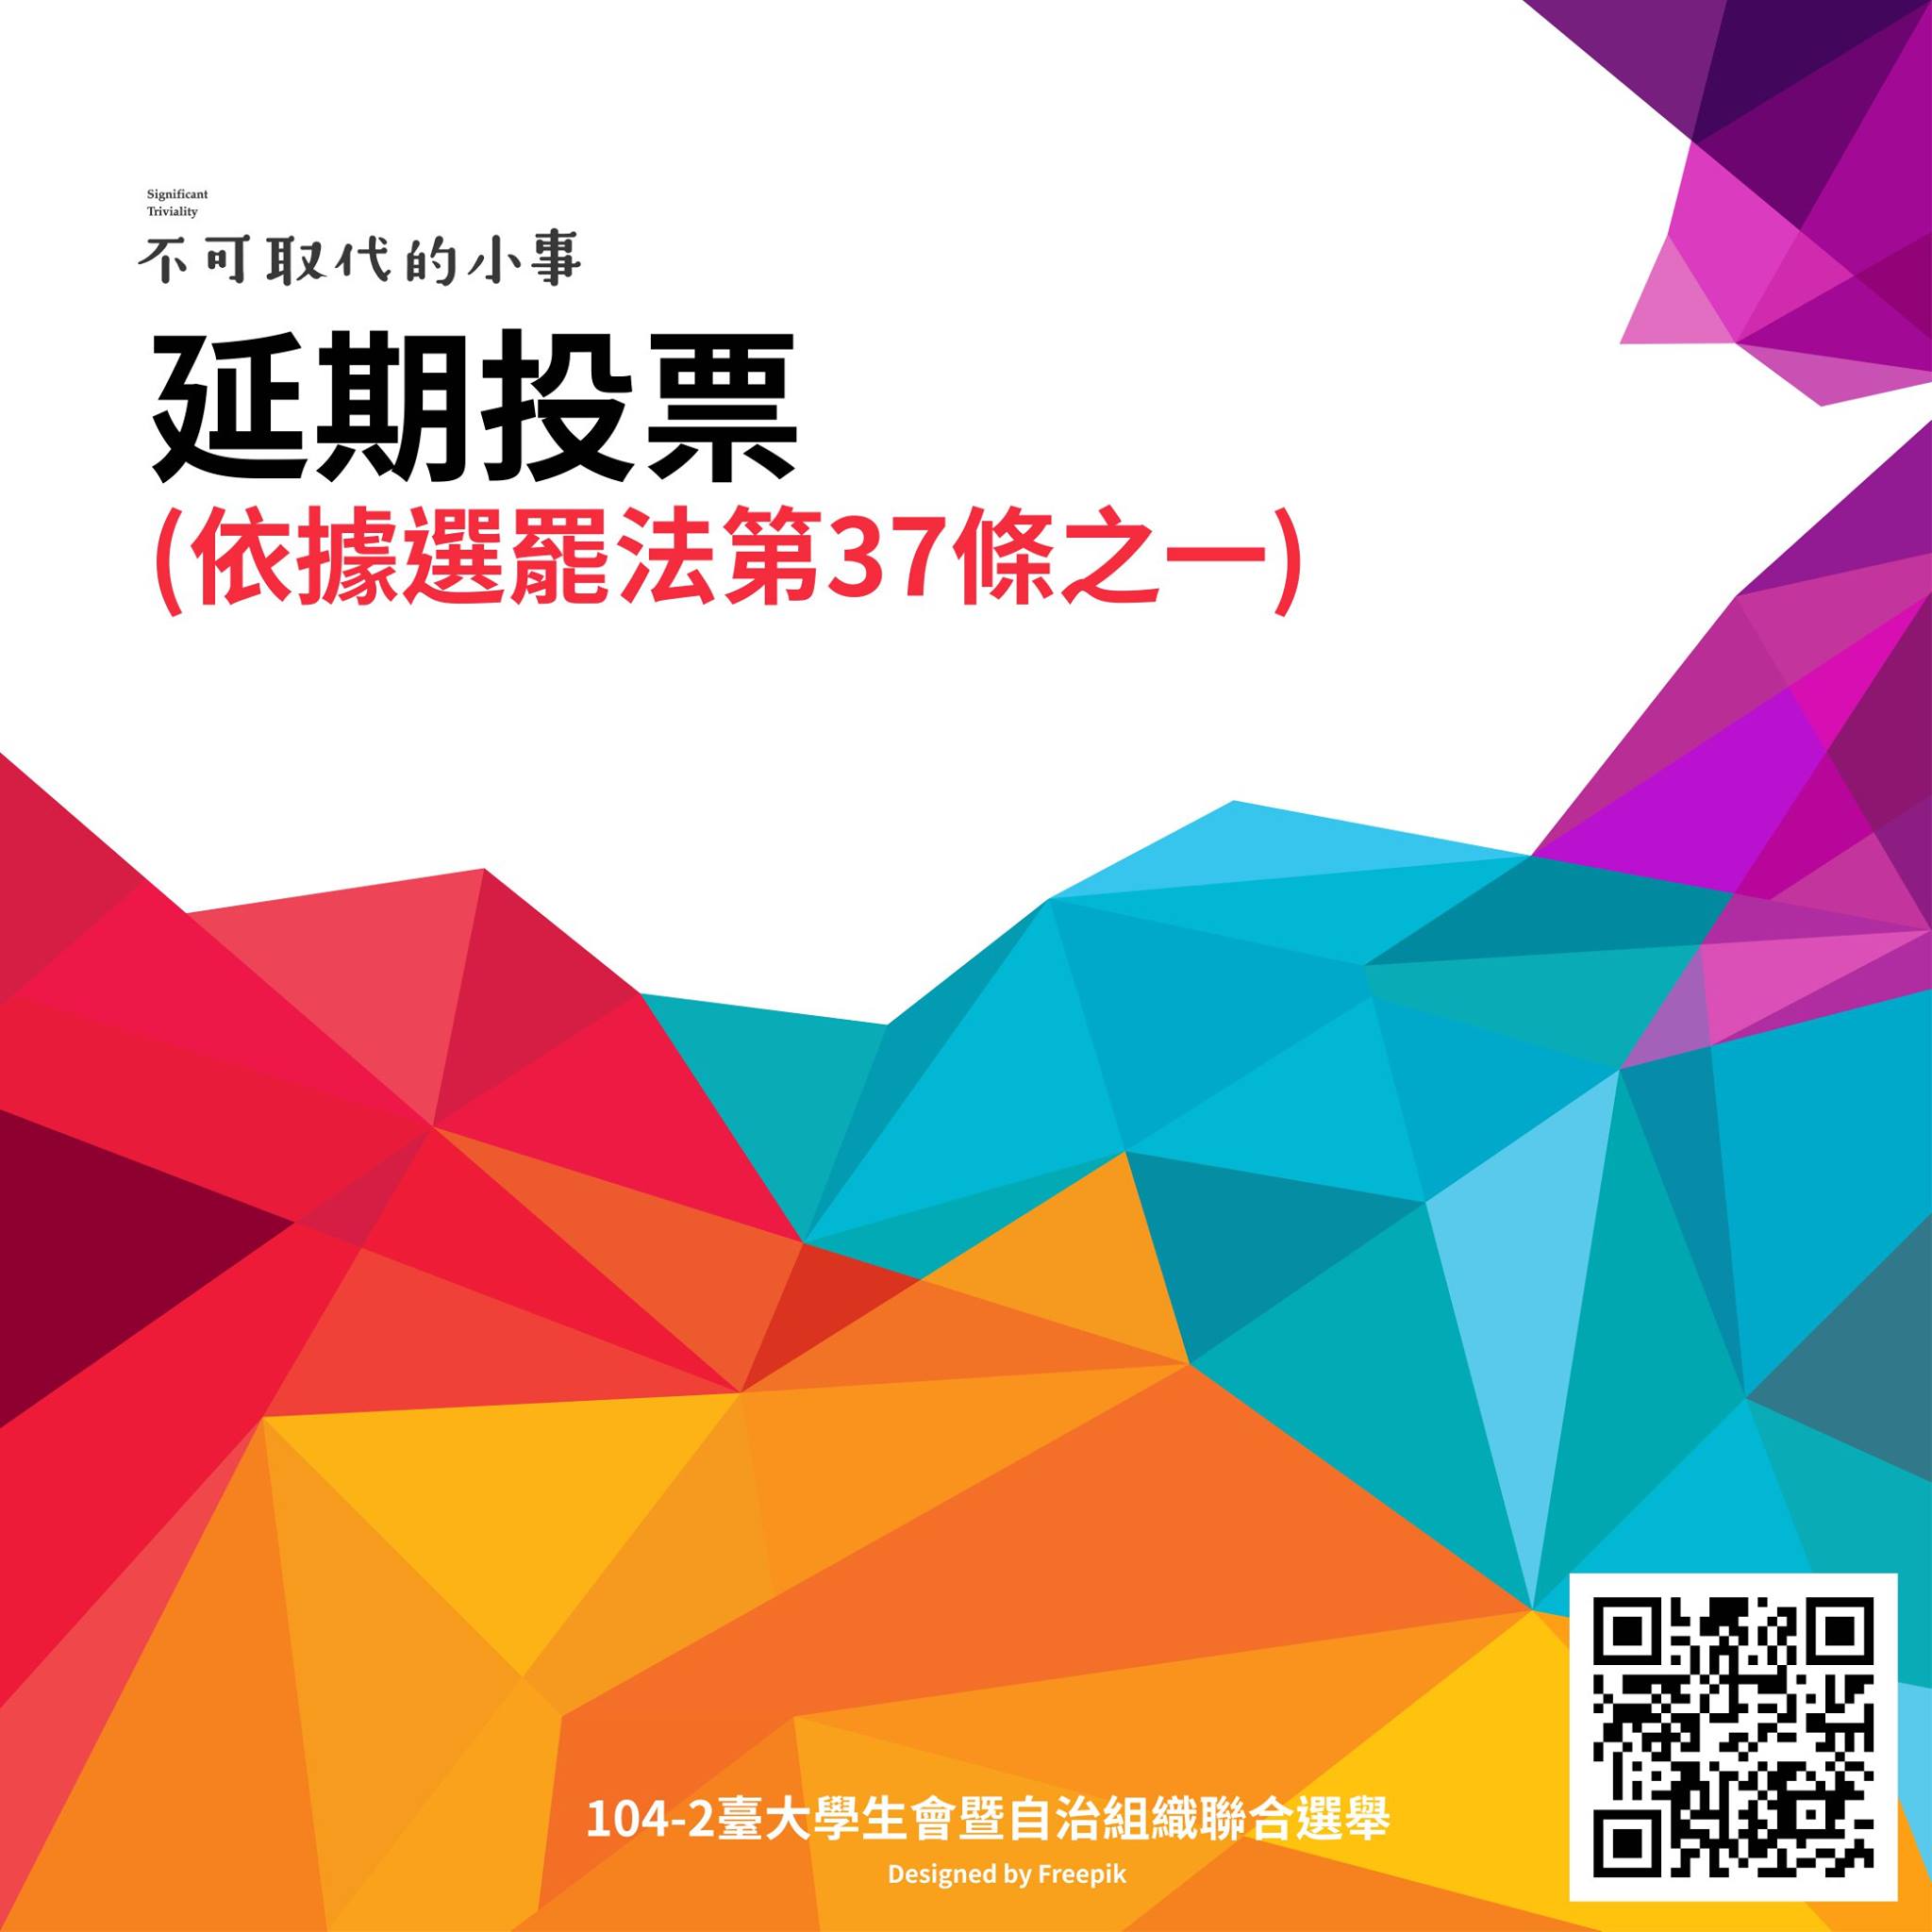 Significant
Triviality
不可取代的小事
延期投票
(依據選罷法第37條之一)
104-2臺大學生會暨自治組織聯合選舉
Designed by Freepik